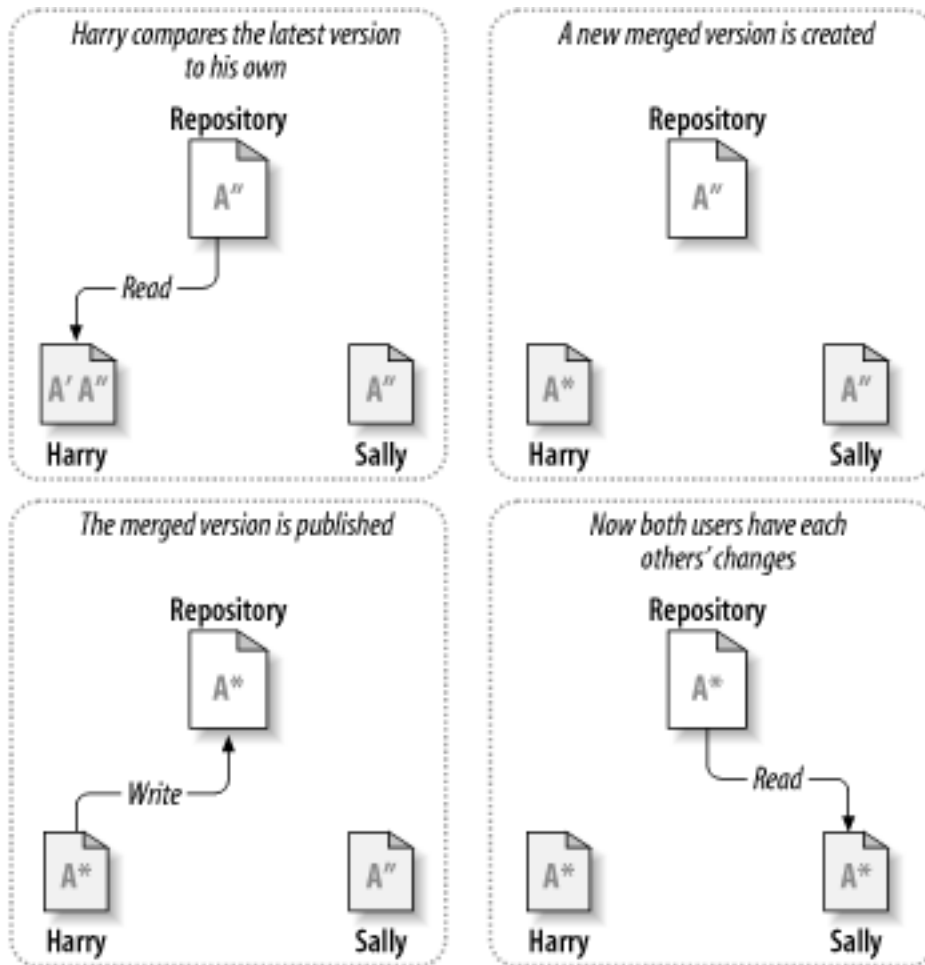 Harry compares the latest version
to his own
Repository
A″
Read
A′ A″
A″
Harry
Sally
A new merged version is created
Repository
A″
A*
A″
Harry
Sally
The merged version is published
Repository
A*
Write
A*
A″
Harry
Sally
Now both users have each
others’ changes
Repository
A*
Read
A*
A*
Harry
Sally